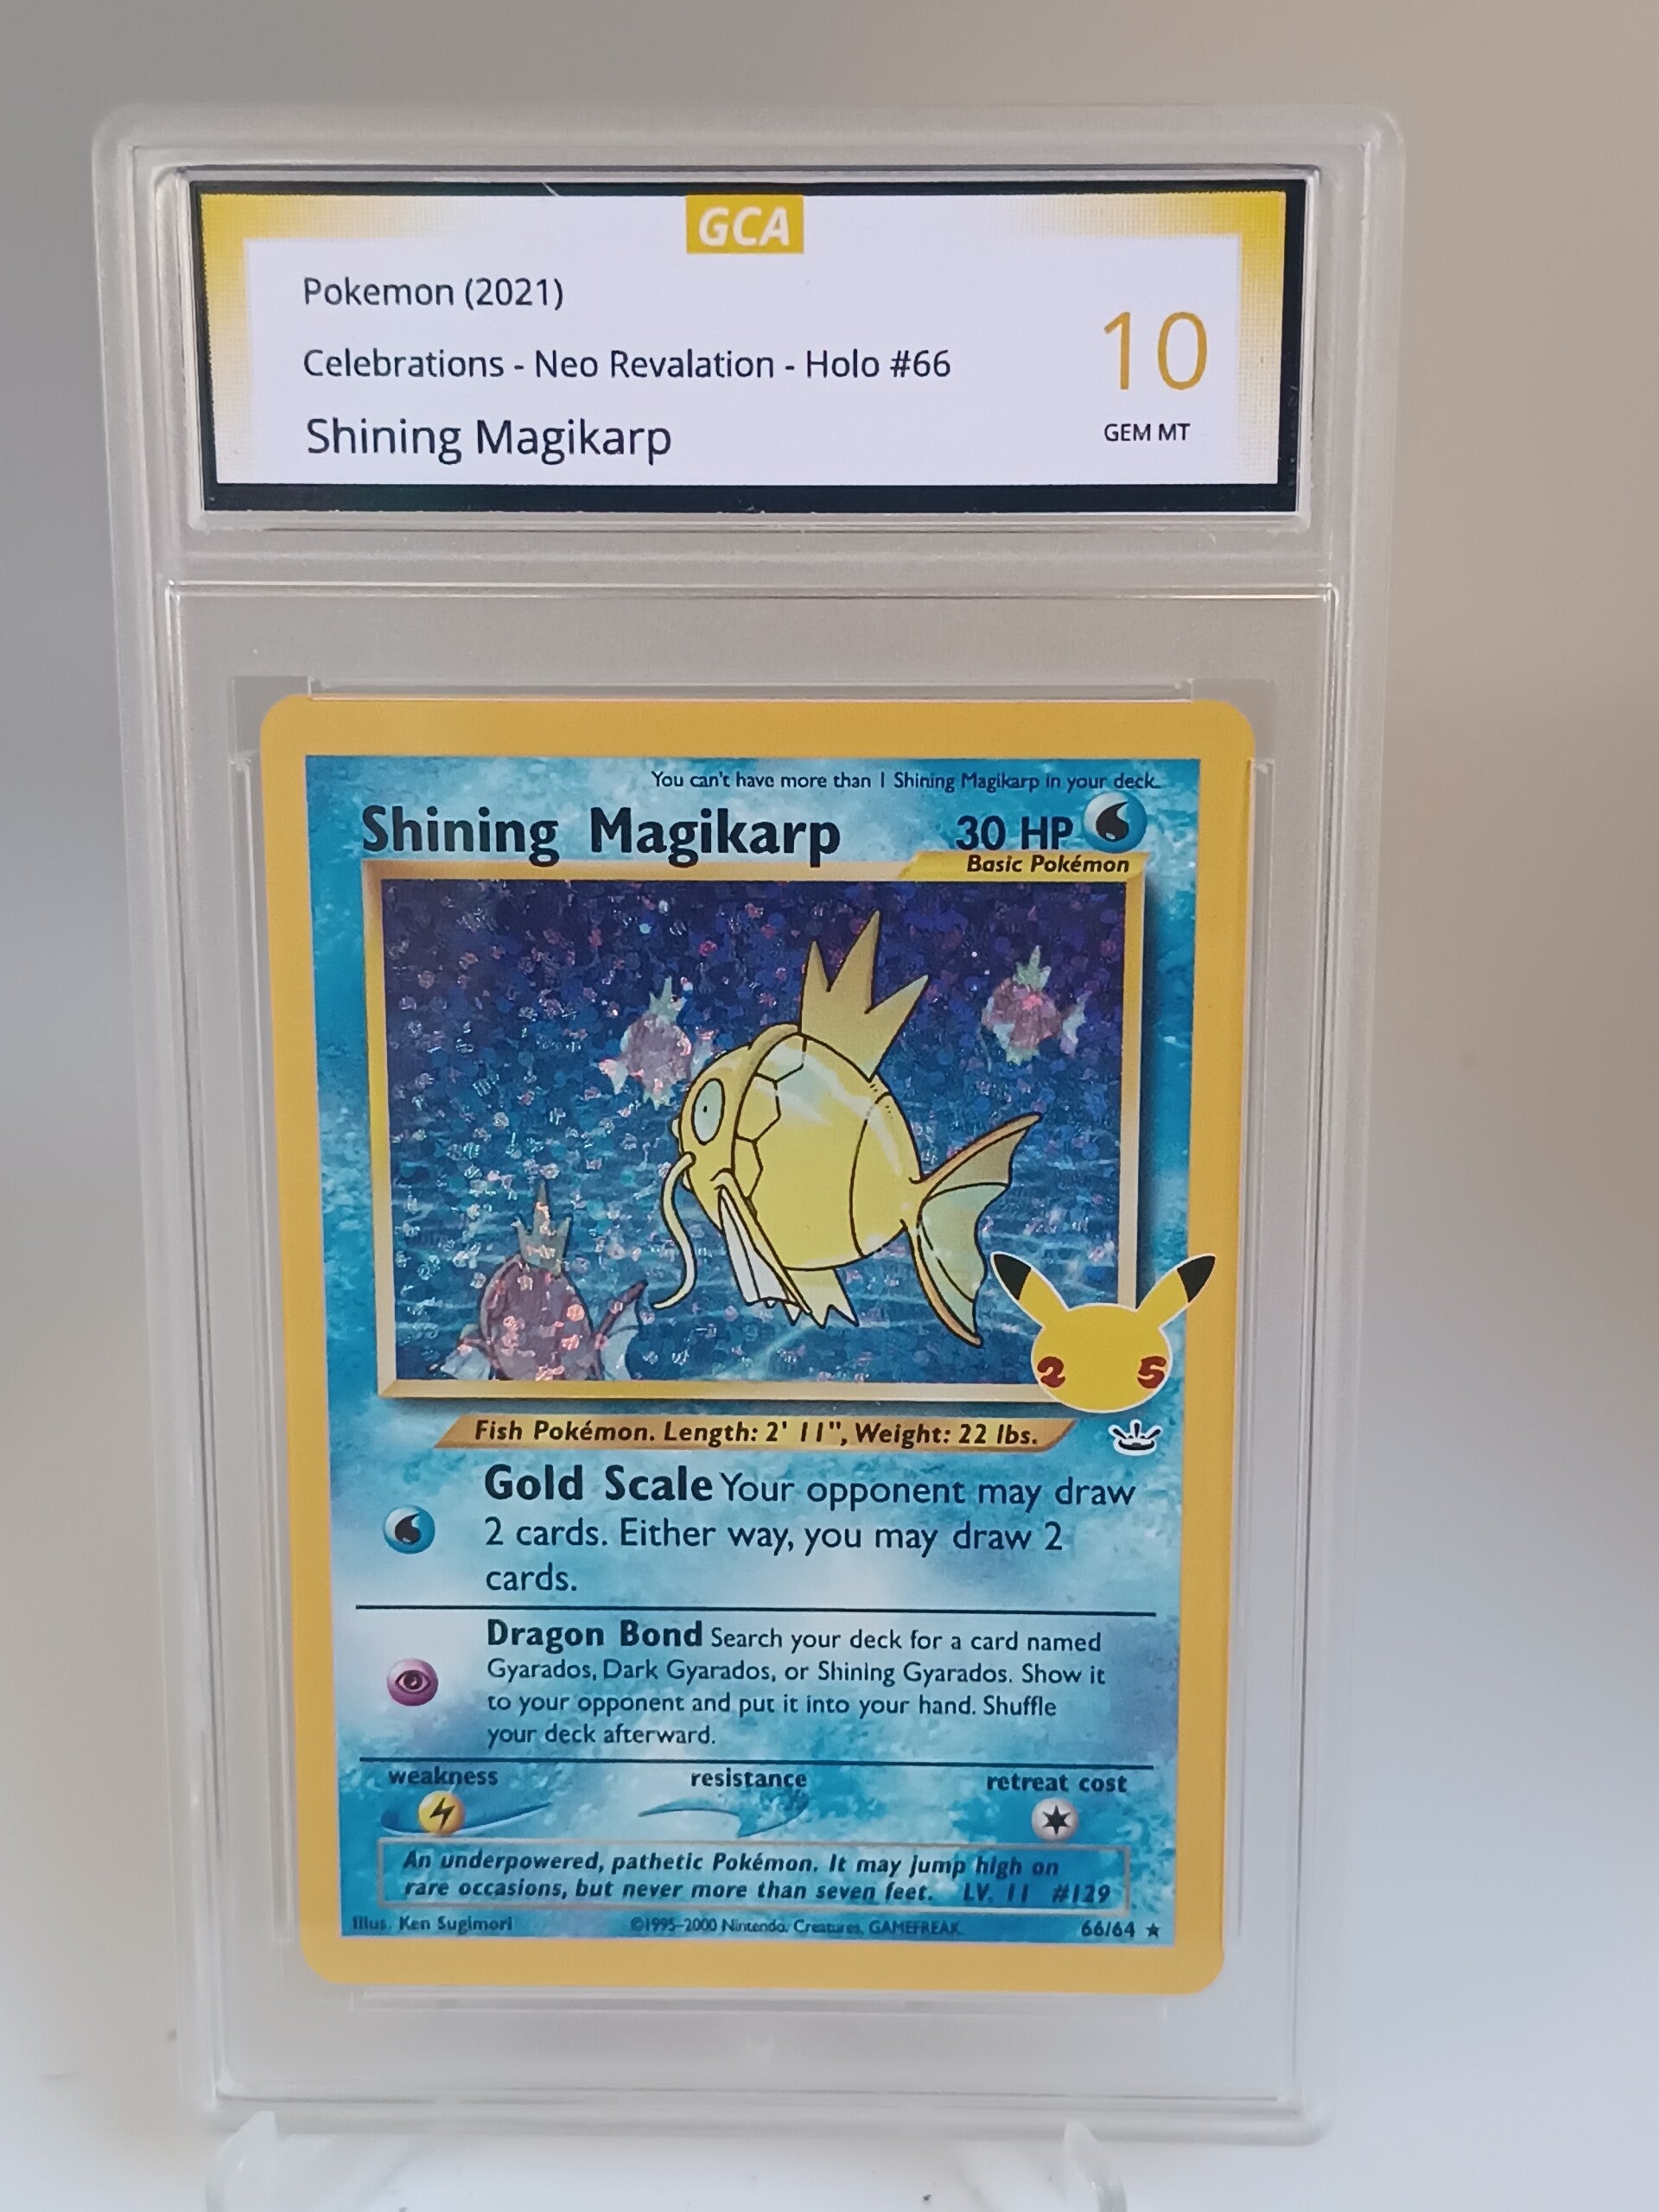 GCA
Pokemon (2021)
Celebrations - Neo Revalation - Holo #66
Shining Magikarp
10
GEM MT
You can't have more than 1 Shining Magikarp in your deck.
Shining Magikarp 30 HP
Basic Pokémon
2 5
Fish Pokémon. Length: 2' 11", Weight: 22 lbs.
Gold Scale Your opponent may draw
2 cards. Either way, you may draw 2
cards.
Dragon Bond Search your deck for a card named
Gyarados, Dark Gyarados, or Shining Gyarados. Show it
to your opponent and put it into your hand. Shuffle
your deck afterward.
weakness resistance retreat cost
An underpowered, pathetic Pokémon. It may jump high on
rare occasions, but never more than seven feet. LV. 11 #129
Illus. Ken Sugimori ©1995-2000 Nintendo, Creatures, GAMEFREAK. 66/64